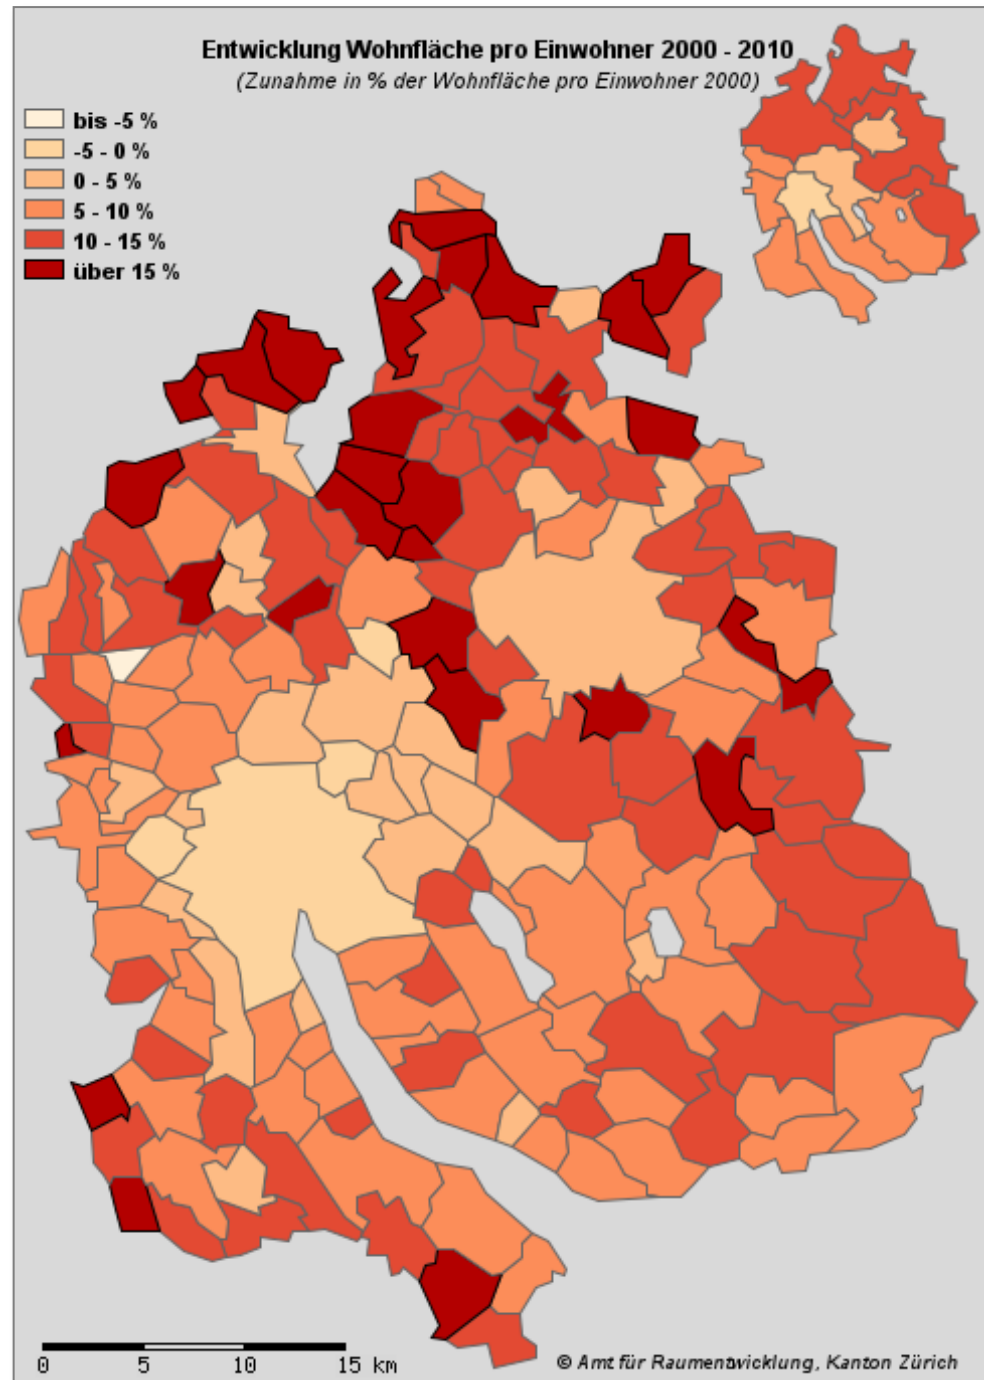 Entwicklung Wohnfläche pro Einwohner 2000 - 2010
(Zunahme in % der Wohnfläche pro Einwohner 2000)
bis -5 %
-5 - 0 %
0 - 5 %
5 - 10 %
10 - 15 %
über 15 %
0 5 10 15 km
© Amt für Raumentwicklung, Kanton Zürich